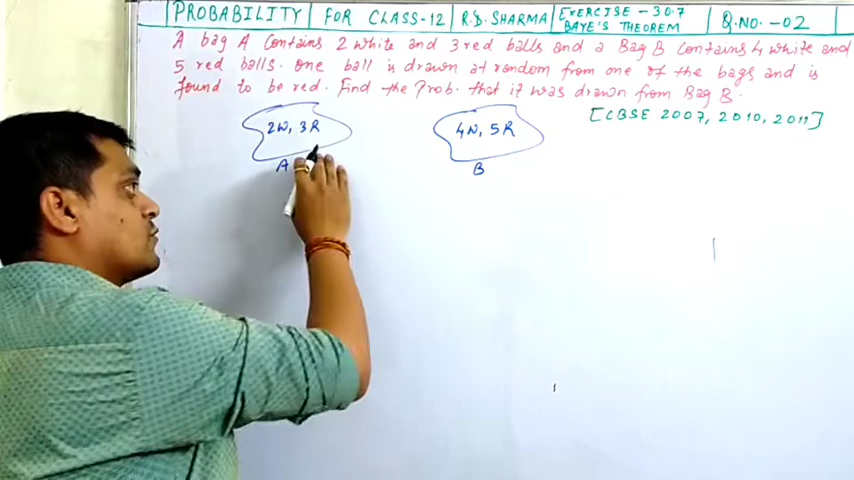 PROBABILITY FOR CLASS-12 R.D. SHARMA EXERCISE-30.7 BAYE'S THEOREM Q.NO.-02
A bag A contains 2 white and 3 red balls and a Bag B contains 4 white and
5 red balls. one ball is drawn at random from one of the bags and is
found to be red. Find the Prob. that it was drawn from Bag B.
[CBSE 2007, 2010, 2011]
2W, 3R
4W, 5R
A
B